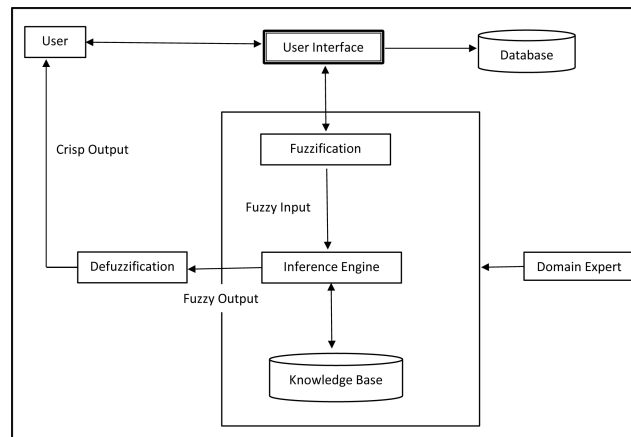 User
User Interface
Database
Fuzzification
Crisp Output
Fuzzy Input
Defuzzification
Inference Engine
Domain Expert
Fuzzy Output
Knowledge Base